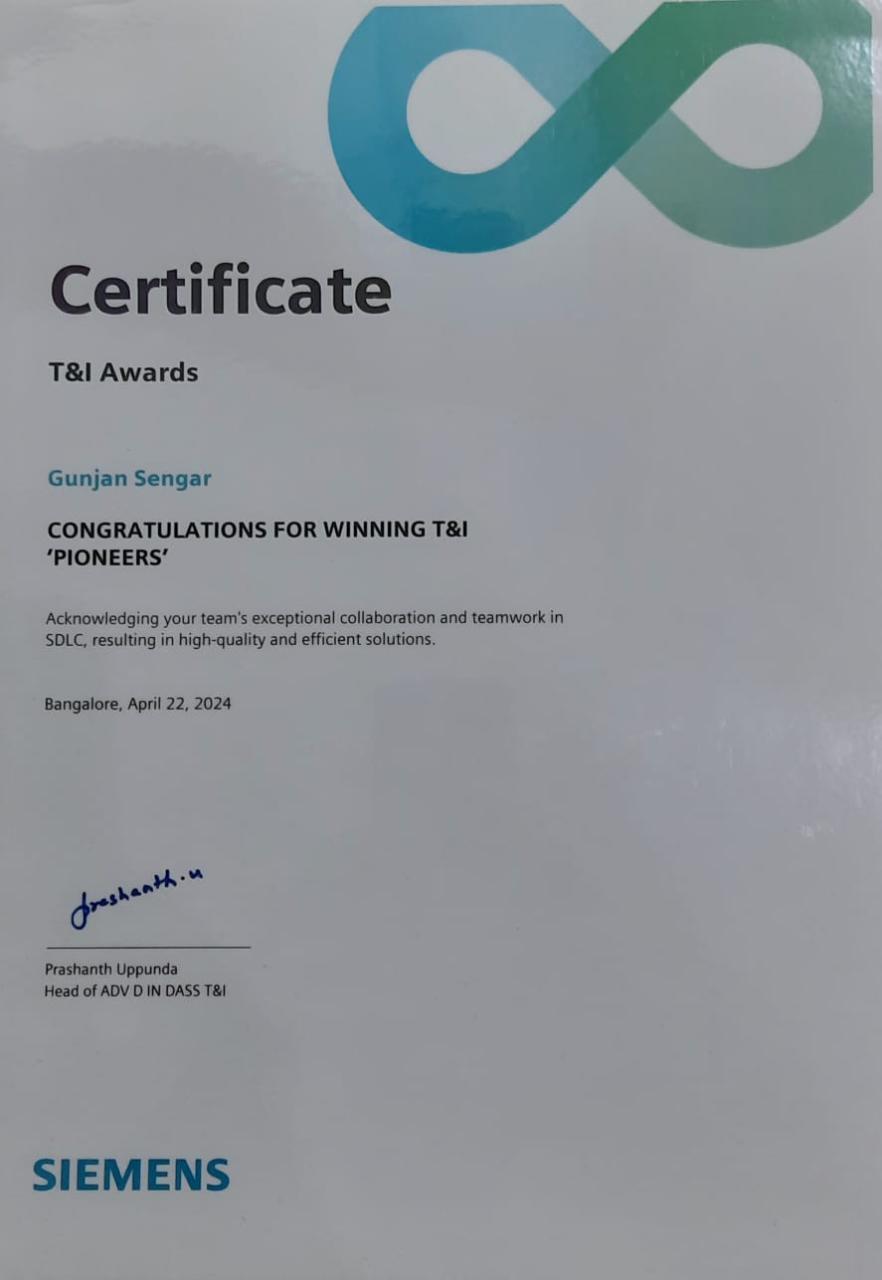 Certificate
T&I Awards
Gunjan Sengar
CONGRATULATIONS FOR WINNING T&I
‘PIONEERS’
Acknowledging your team's exceptional collaboration and teamwork in
SDLC, resulting in high-quality and efficient solutions.
Bangalore, April 22, 2024
Prashanth.u
Prashanth Uppunda
Head of ADV D IN DASS T&I
SIEMENS